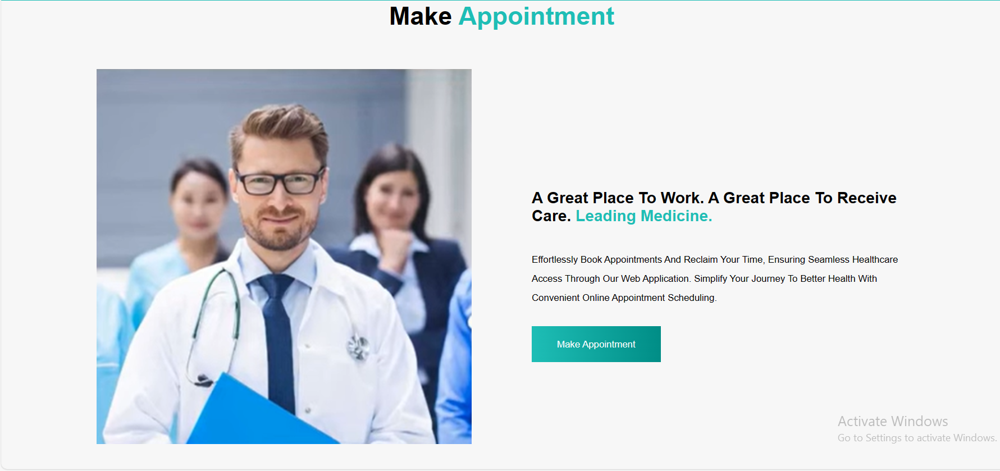 Make Appointment
A Great Place To Work. A Great Place To Receive
Care. Leading Medicine.
Effortlessly Book Appointments And Reclaim Your Time, Ensuring Seamless Healthcare
Access Through Our Web Application. Simplify Your Journey To Better Health With
Convenient Online Appointment Scheduling.
Make Appointment
Activate Windows
Go to Settings to activate Windows.